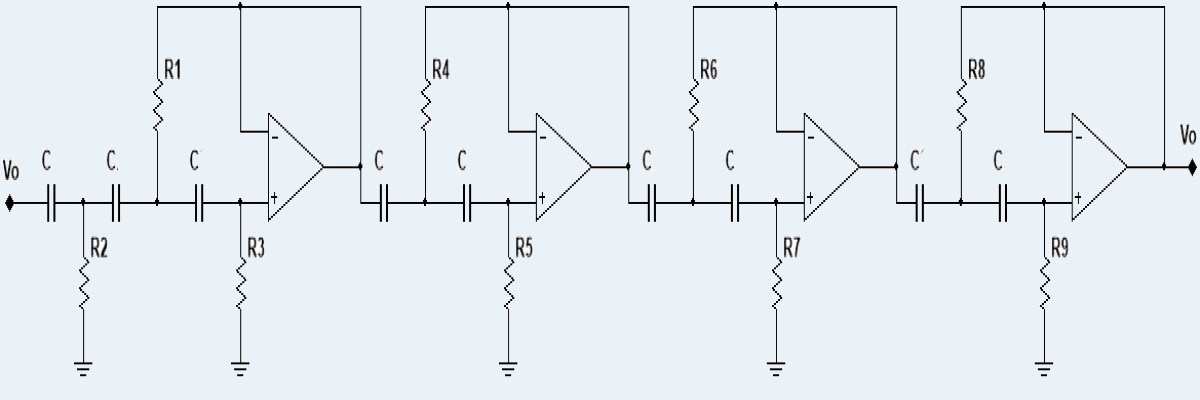 R1 R4 R6 R8
- - - -
Vo C C. C C C C C C C C Vo
+ + + +
R2 R3 R5 R7 R9